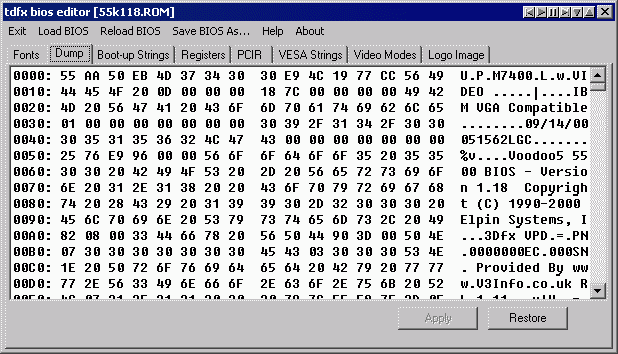 tdfx bios editor [55k118.ROM]
Exit Load BIOS Reload BIOS Save BIOS As... Help About
Fonts Dump Boot-up Strings Registers PCIR VESA Strings Video Modes Logo Image
0000: 55 AA 50 EB 4D 37 34 30 30 E9 4C 19 77 CC 56 49 U.P.M7400.L.w.VI
0010: 44 45 4F 20 0D 00 00 00 18 7C 00 00 00 00 49 42 DEO .....|....IB
0020: 4D 20 56 47 41 20 43 6F 6D 70 61 74 69 62 6C 65 M VGA Compatible
0030: 01 00 00 00 00 00 00 00 30 39 2F 31 34 2F 30 30 ........09/14/00
0040: 30 35 31 35 36 32 4C 47 43 00 00 00 00 00 00 00 051562LGC.......
0050: 25 76 E9 96 00 00 56 6F 6F 64 6F 6F 35 20 35 35 %v....Voodoo5 55
0060: 30 30 20 42 49 4F 53 20 2D 20 56 65 72 73 69 6F 00 BIOS - Versio
0070: 6E 20 31 2E 31 38 20 20 43 6F 70 79 72 69 67 68 n 1.18  Copyrigh
0080: 74 20 28 43 29 20 31 39 39 30 2D 32 30 30 30 20 t (C) 1990-2000
0090: 45 6C 70 69 6E 20 53 79 73 74 65 6D 73 2C 20 49 Elpin Systems, I
00A0: 82 08 00 33 44 66 78 20 56 50 44 90 3D 00 50 4E ...3Dfx VPD.=.PN
00B0: 07 30 30 30 30 30 30 30 45 43 03 30 30 30 53 4E .0000000EC.000SN
00C0: 1E 20 50 72 6F 76 69 64 65 64 20 42 79 20 77 77 . Provided By ww
00D0: 77 2E 56 33 49 6E 66 6F 2E 63 6F 2E 75 6B 20 52 w.V3Info.co.uk R
Apply Restore